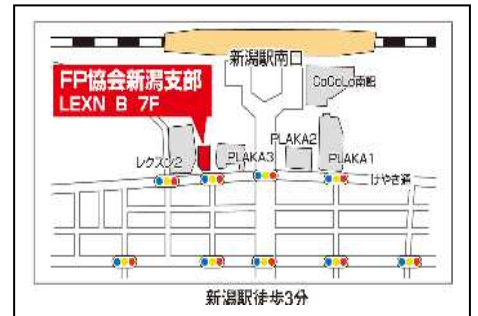 新潟駅南口
CoCoLo南館
FP協会新潟支部
LEXN B 7F
PLAKA2
レクスン2
PLAKA3
PLAKA1
けやき通
新潟駅徒歩3分